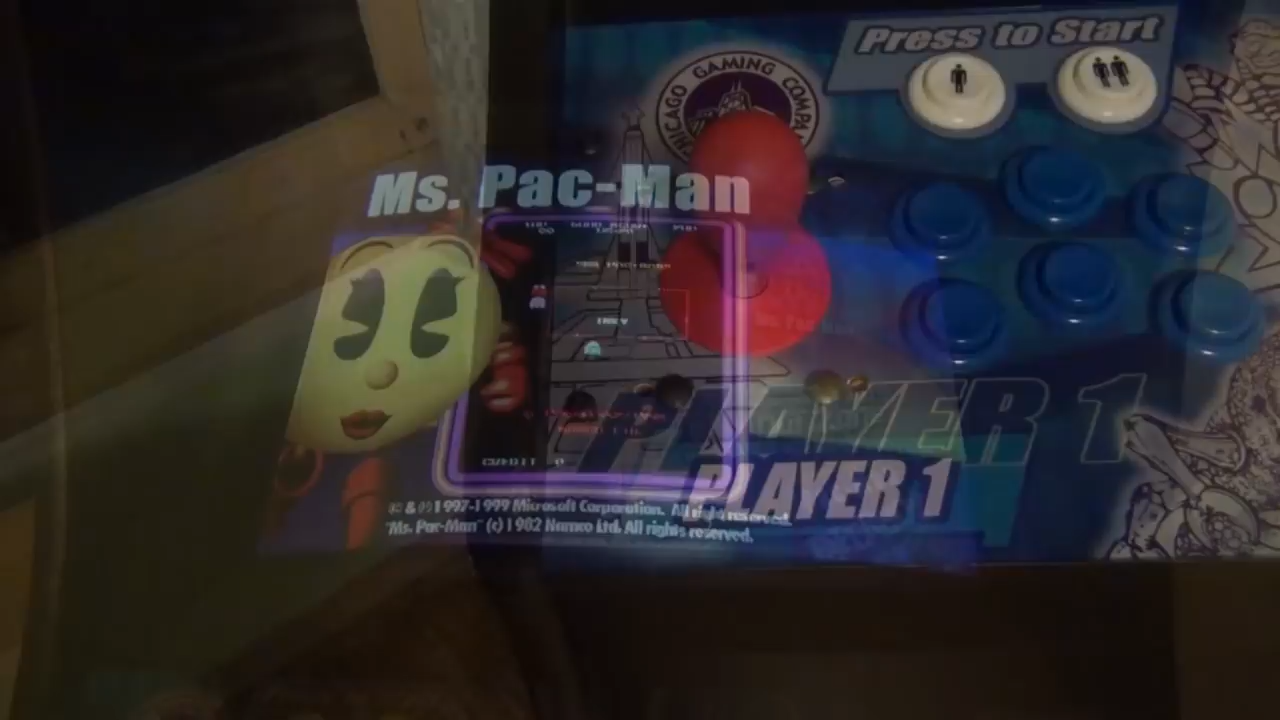 Press to Start
CHICAGO GAMING COMPA
Ms. Pac-Man
CREDIT 0
PLAYER 1
PLAYER 1
© & ℗ 1997-1999 Microsoft Corporation. All rights reserved.
"Ms. Pac-Man" (c) 1982 Namco Ltd. All rights reserved.